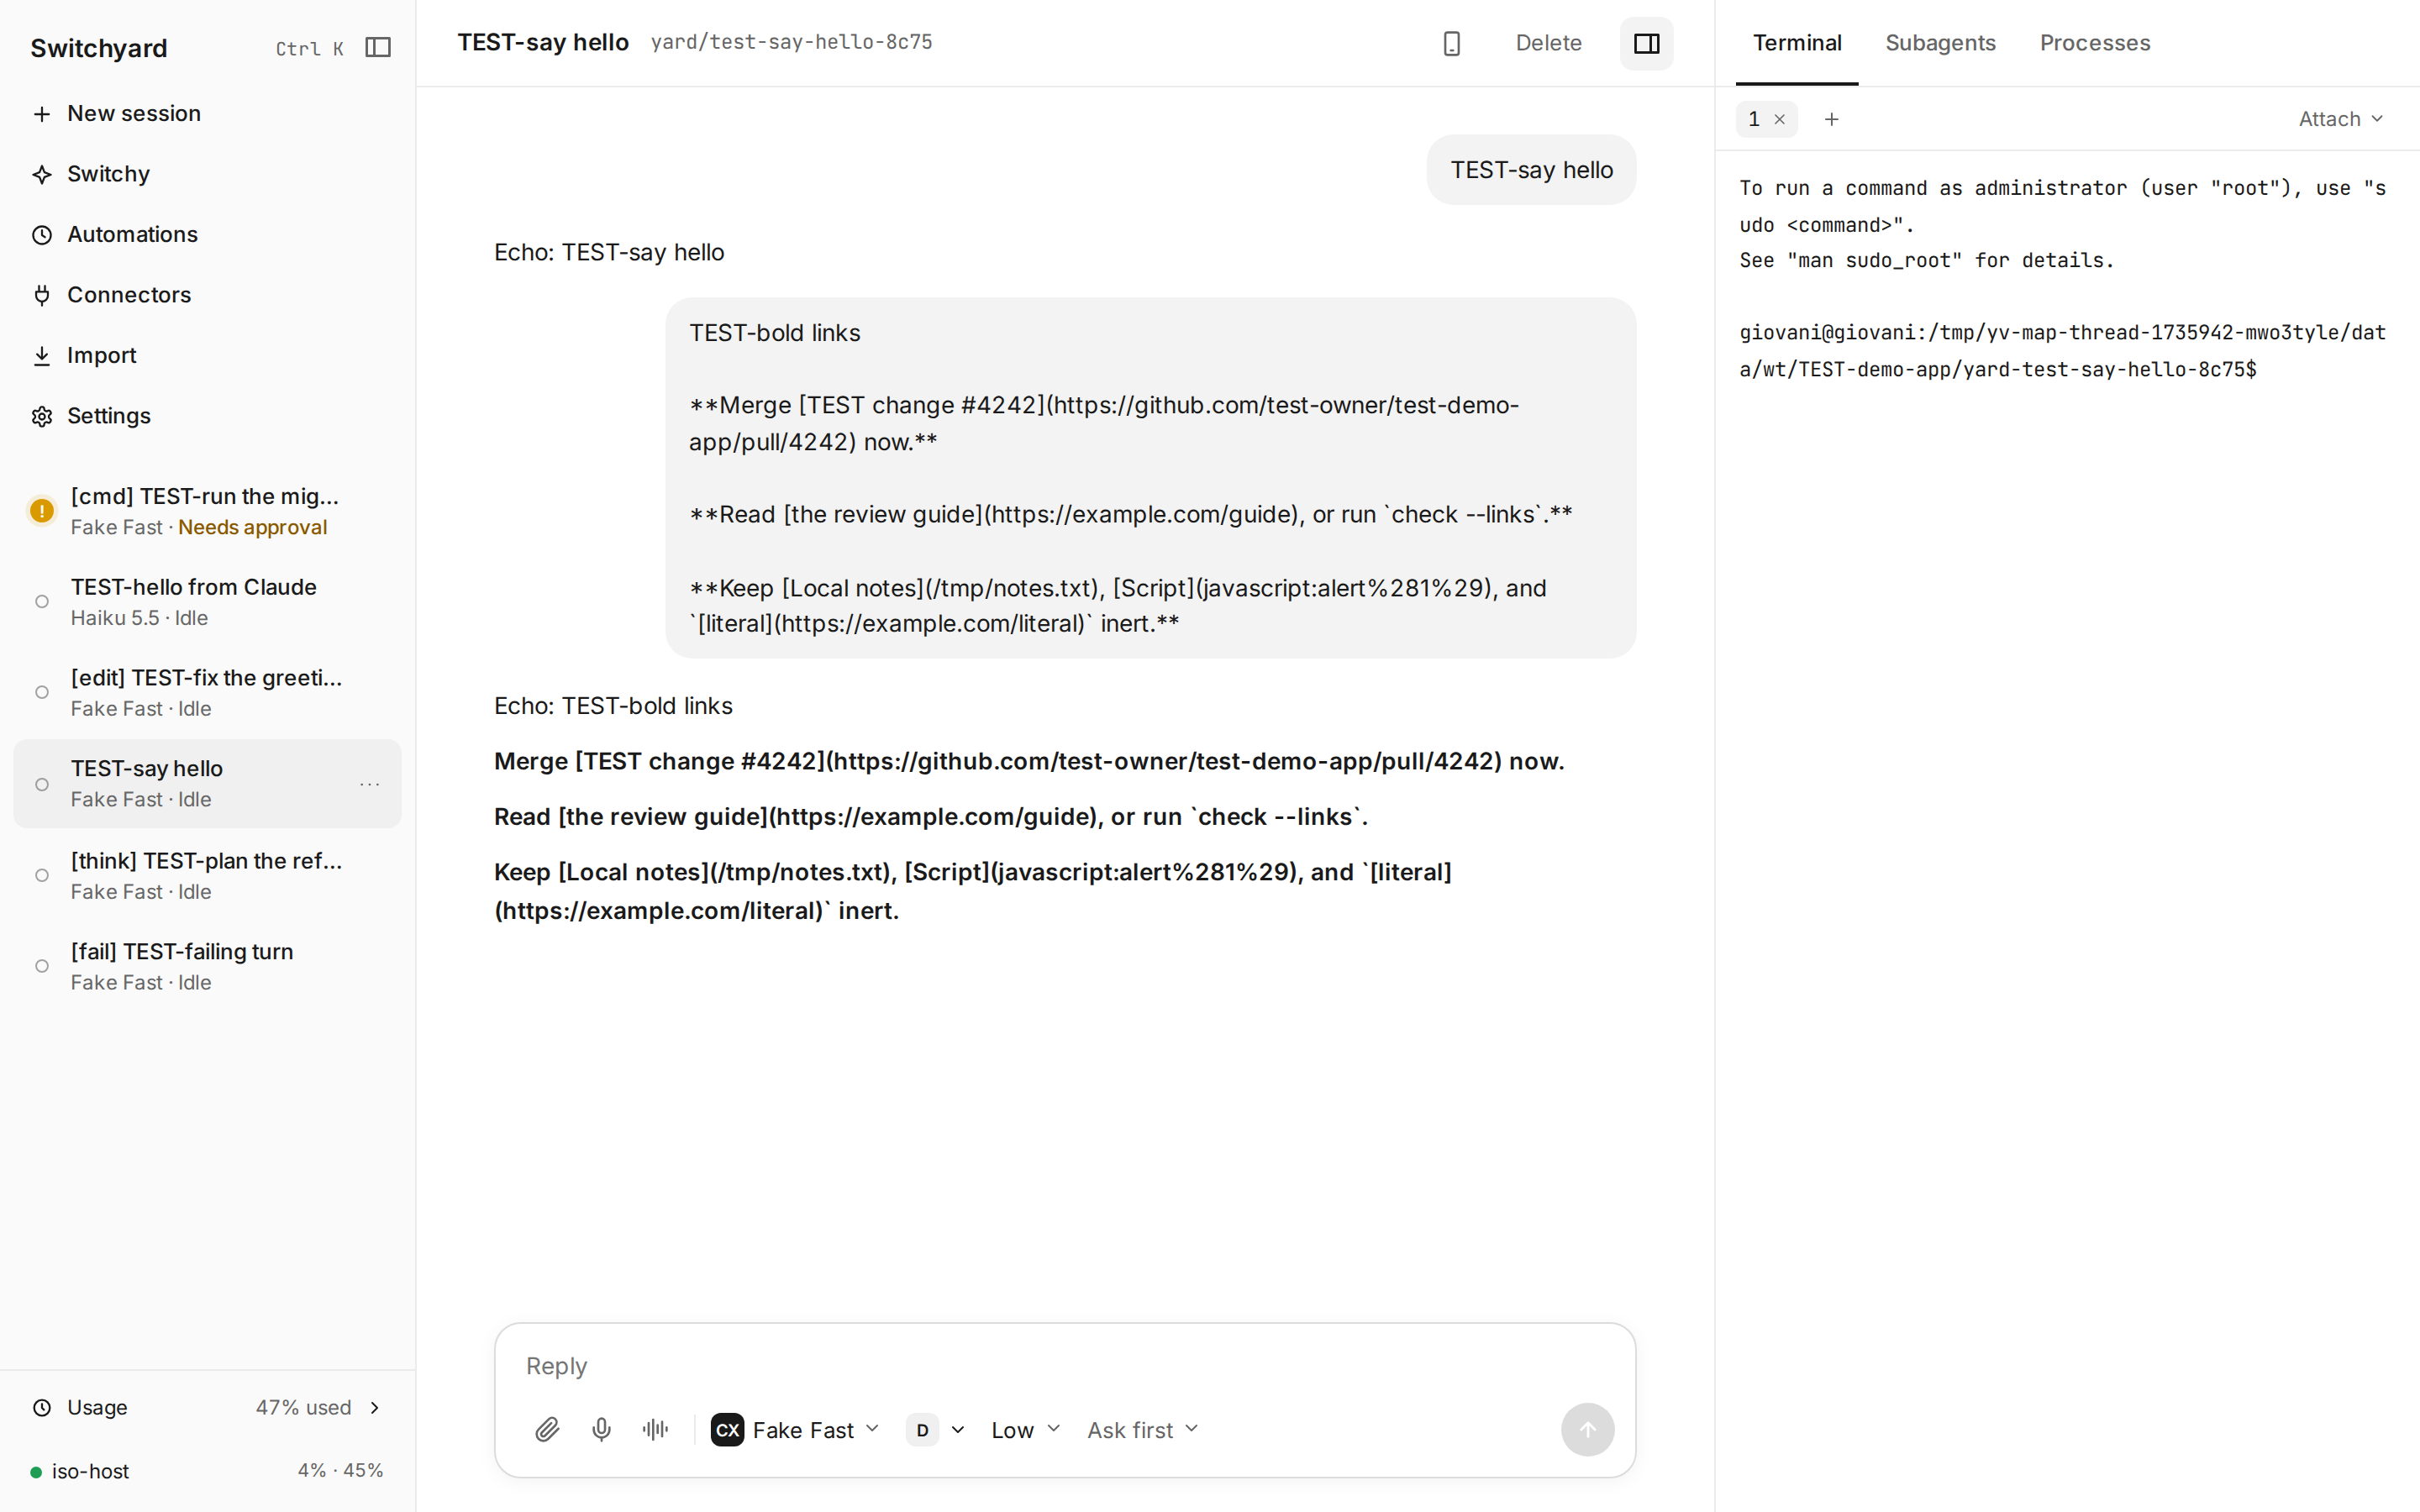 Switchyard
Ctrl K
New session
Switchy
Automations
Connectors
Import
Settings
[cmd] TEST-run the mig...
Fake Fast · Needs approval
TEST-hello from Claude
Haiku 5.5 · Idle
[edit] TEST-fix the greeti...
Fake Fast · Idle
TEST-say hello
Fake Fast · Idle
[think] TEST-plan the ref...
Fake Fast · Idle
[fail] TEST-failing turn
Fake Fast · Idle
Usage
47% used
iso-host
4% · 45%
TEST-say hello
yard/test-say-hello-8c75
Delete
TEST-say hello
Echo: TEST-say hello
TEST-bold links
**Merge [TEST change #4242](https://github.com/test-owner/test-demo-
app/pull/4242) now.**
**Read [the review guide](https://example.com/guide), or run `check --links`.**
**Keep [Local notes](/tmp/notes.txt), [Script](javascript:alert%281%29), and
`[literal](https://example.com/literal)` inert.**
Echo: TEST-bold links
Merge [TEST change #4242](https://github.com/test-owner/test-demo-app/pull/4242) now.
Read [the review guide](https://example.com/guide), or run `check --links`.
Keep [Local notes](/tmp/notes.txt), [Script](javascript:alert%281%29), and `[literal]
(https://example.com/literal)` inert.
Reply
CX
Fake Fast
D
Low
Ask first
Terminal
Subagents
Processes
1
Attach
To run a command as administrator (user "root"), use "s
udo <command>".
See "man sudo_root" for details.
giovani@giovani:/tmp/yv-map-thread-1735942-mwo3tyle/dat
a/wt/TEST-demo-app/yard-test-say-hello-8c75$